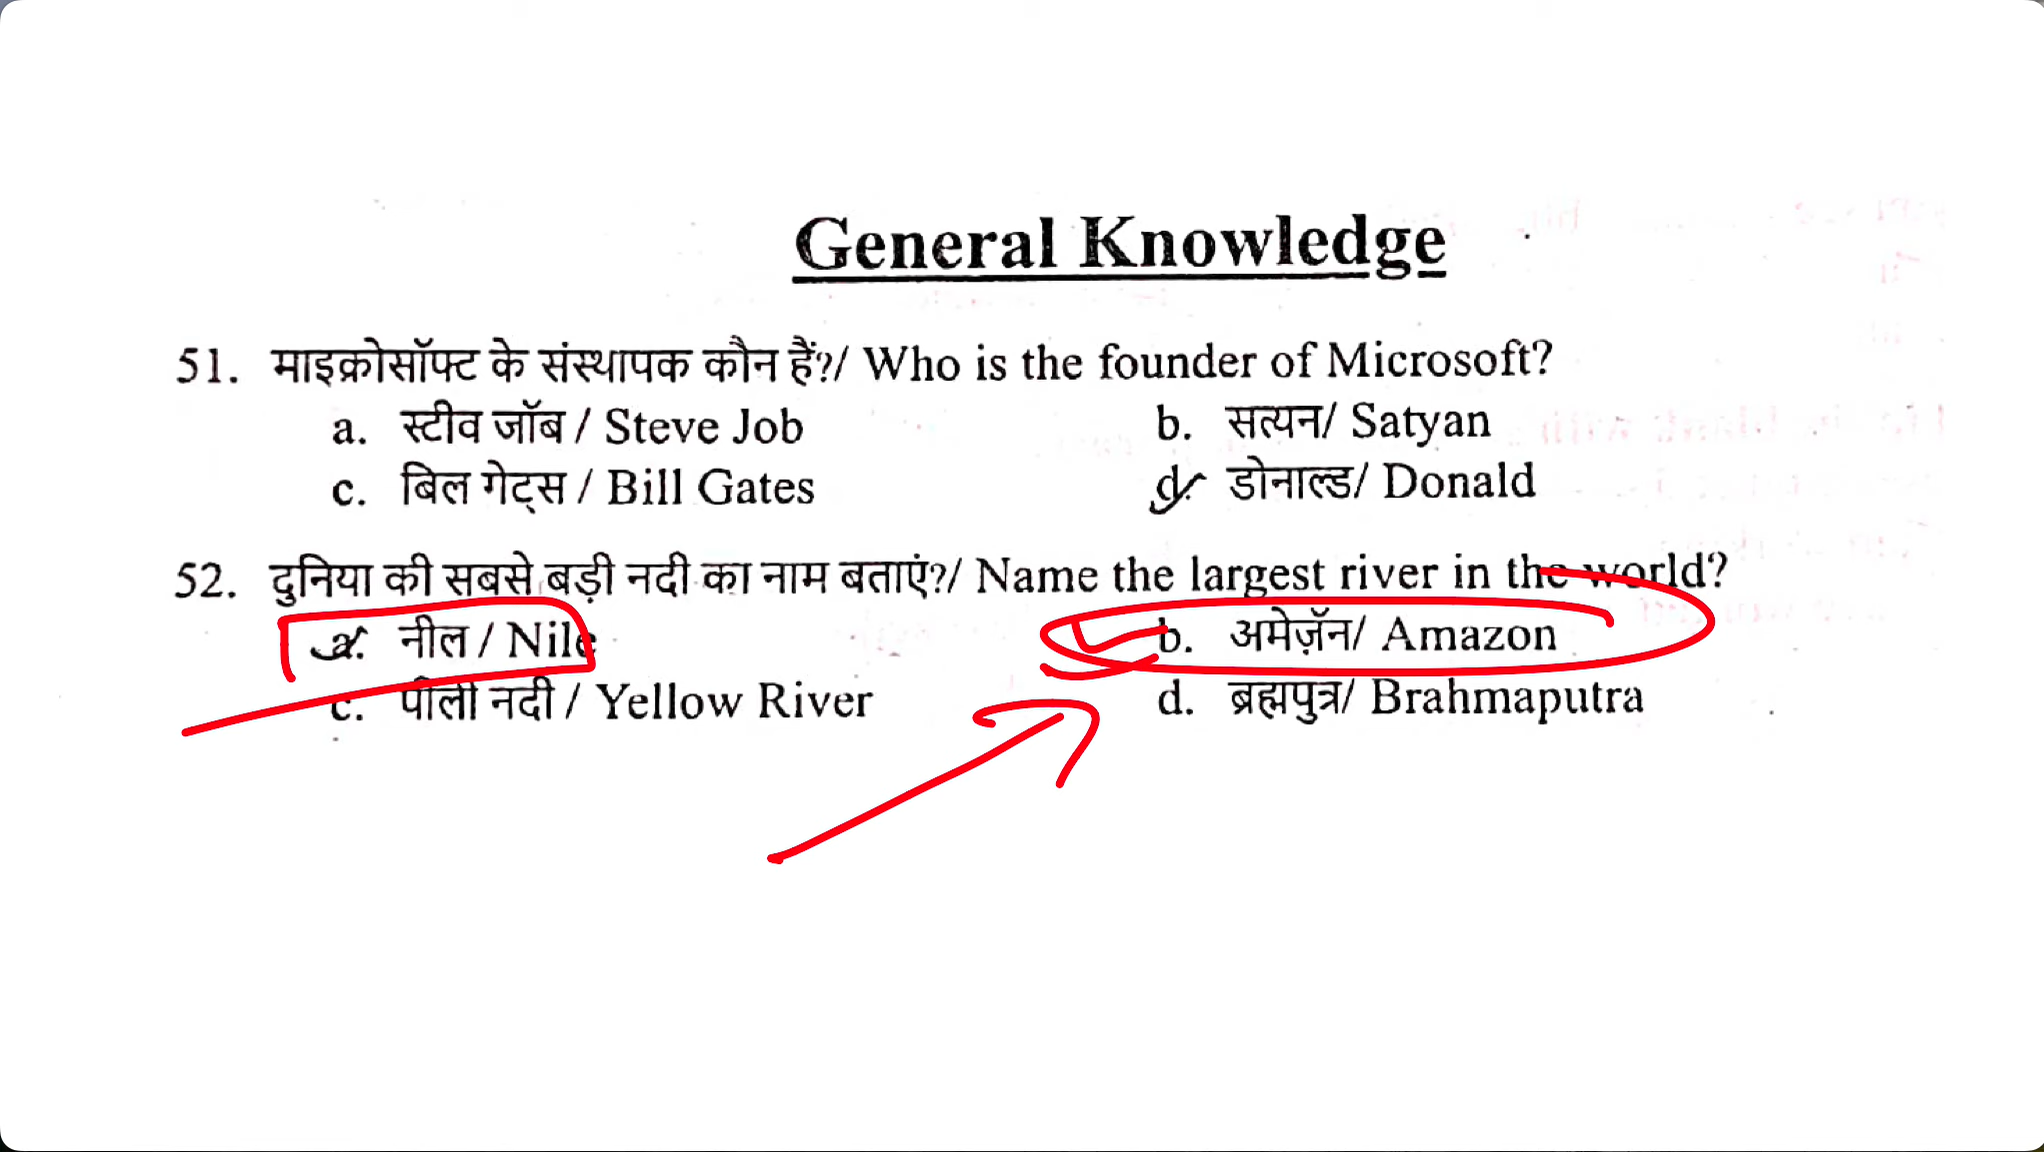 General Knowledge
51. माइक्रोसॉफ्ट के संस्थापक कौन हैं?/ Who is the founder of Microsoft?
a. स्टीव जॉब / Steve Job b. सत्यन/ Satyan
c. बिल गेट्स / Bill Gates d. डोनाल्ड/ Donald
52. दुनिया की सबसे बड़ी नदी का नाम बताएं?/ Name the largest river in the world?
a. नील / Nile b. अमेज़ॅन/ Amazon
c. पीली नदी / Yellow River d. ब्रह्मपुत्र/ Brahmaputra